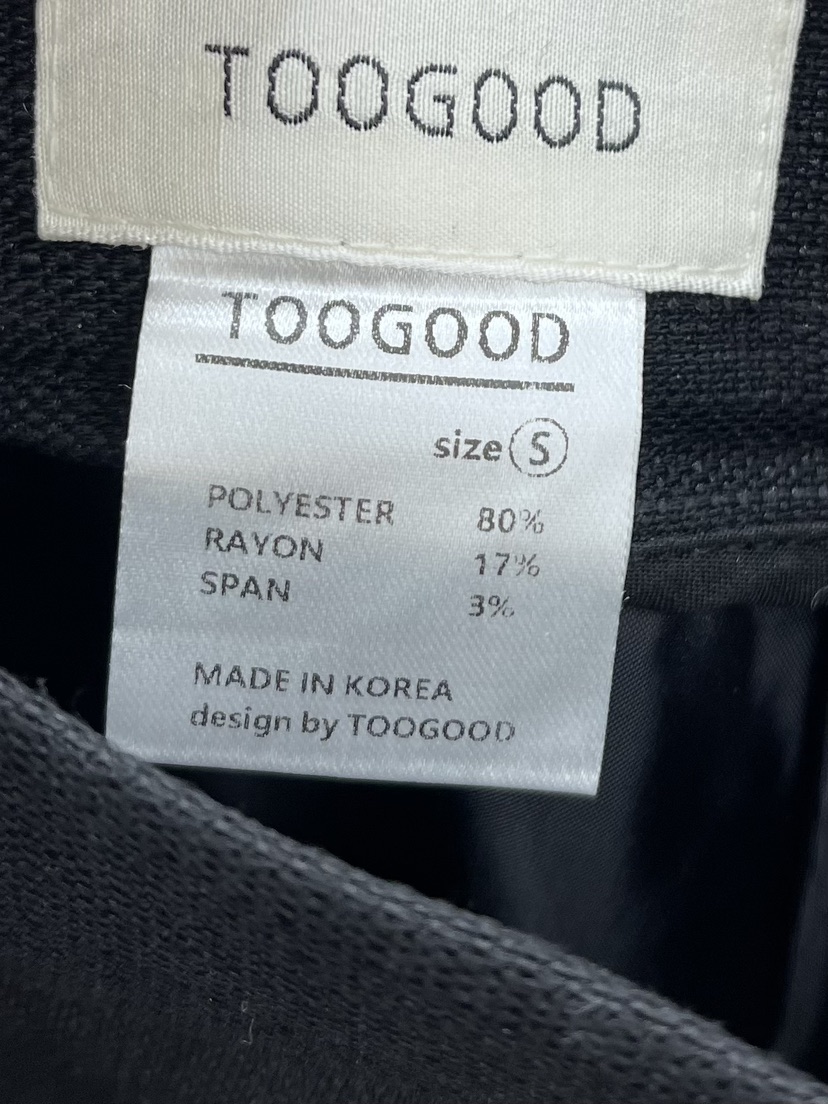 TOOGOOD
TOOGOOD
size S
POLYESTER 80%
RAYON 17%
SPAN 3%
MADE IN KOREA
design by TOOGOOD